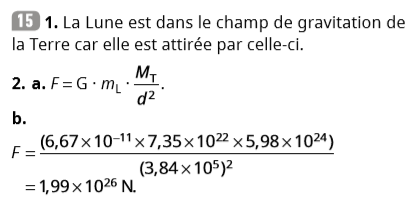 15 1. La Lune est dans le champ de gravitation de
la Terre car elle est attirée par celle-ci.
2. a. F = G · m_L · M_T / d².
b.
F = (6,67×10⁻¹¹×7,35×10²²×5,98×10²⁴) / (3,84×10⁵)²
= 1,99×10²⁶ N.